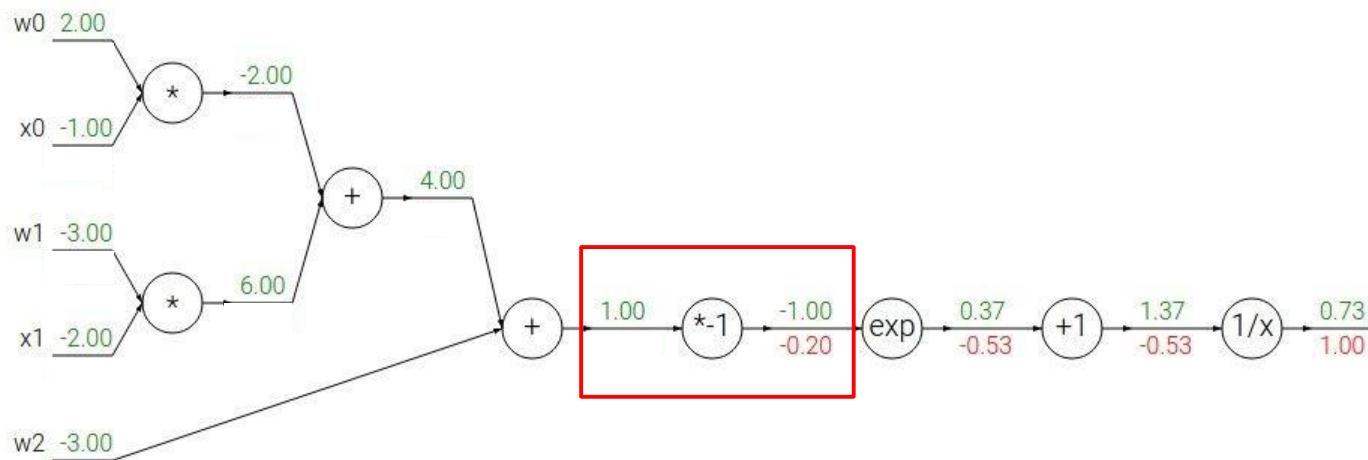 w0 2.00
-2.00
*
x0 -1.00
4.00
+
w1 -3.00
6.00
*
x1 -2.00
+ 1.00 *-1 -1.00 exp 0.37 +1 1.37 1/x 0.73
-0.20 -0.53 -0.53 1.00
w2 -3.00